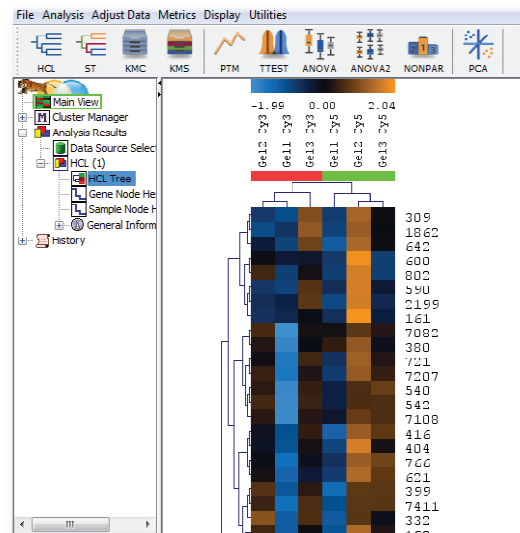 File Analysis Adjust Data Metrics Display Utilities
HCL ST KMC KMS PTM TTEST ANOVA ANOVA2 NONPAR PCA
Main View
M Cluster Manager
Analysis Results
Data Source Selec
HCL (1)
HCL Tree
Gene Node He
Sample Node H
General Inform
History
-1.99 0.00 2.04
Gel2 Cy3
Gel1 Cy3
Gel3 Cy3
Gel1 Cy5
Gel2 Cy5
Gel3 Cy5
309
1862
642
600
802
590
2199
161
7082
380
721
7207
540
542
7108
416
404
766
621
399
7411
332